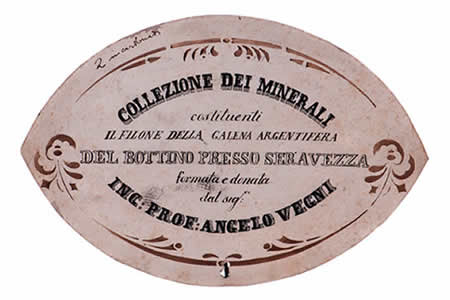 COLLEZIONE DEI MINERALI
costituenti
IL FILONE DELLA GALENA ARGENTIFERA
DEL BOTTINO PRESSO SERAVEZZA
formata e donata
dal sig.r
ING: PROF: ANGELO VEGNI